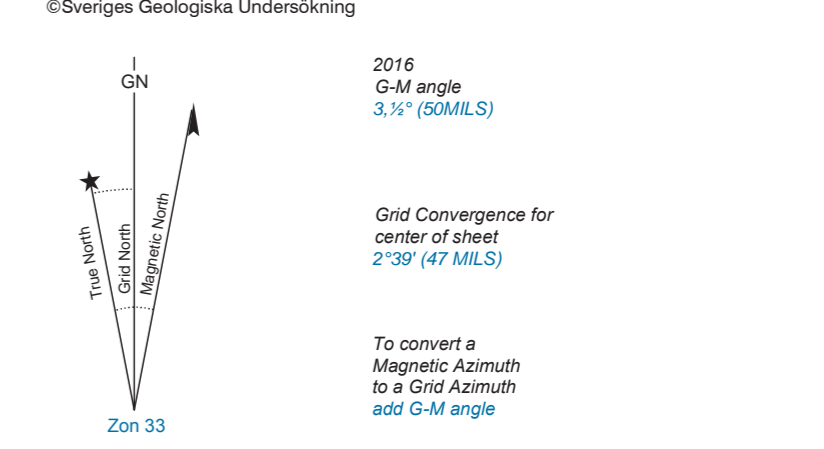 ©Sveriges Geologiska Undersökning
GN
True North
Grid North
Magnetic North
Zon 33
2016
G-M angle
3,½° (50MILS)
Grid Convergence for
center of sheet
2°39' (47 MILS)
To convert a
Magnetic Azimuth
to a Grid Azimuth
add G-M angle